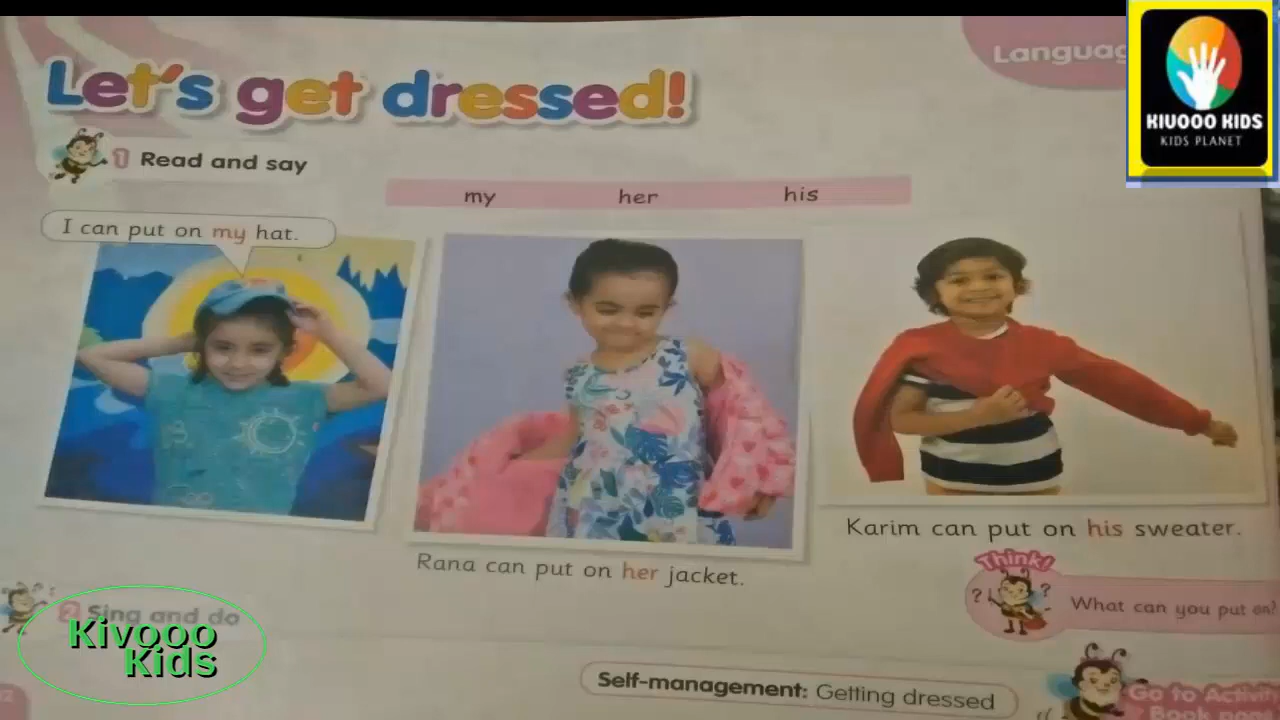 Language
KIVOOO KIDS
KIDS PLANET
Let's get dressed!
1 Read and say
my her his
I can put on my hat.
Rana can put on her jacket.
Karim can put on his sweater.
Think!
What can you put on?
2 Sing and do
Kivooo
Kids
Self-management: Getting dressed
Go to Activi
Book page